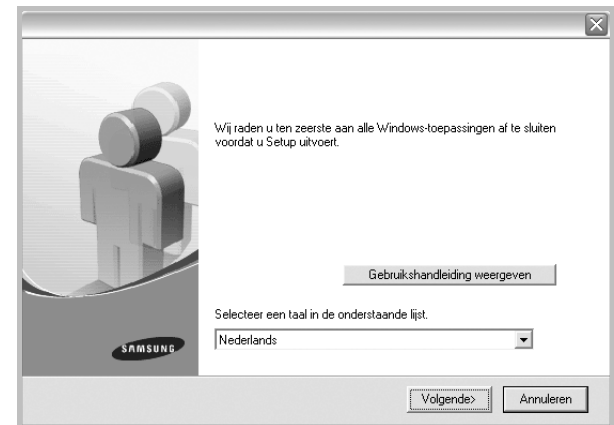 Wij raden u ten zeerste aan alle Windows-toepassingen af te sluiten
voordat u Setup uitvoert.
Gebruikshandleiding weergeven
Selecteer een taal in de onderstaande lijst.
Nederlands
SAMSUNG
Volgende>
Annuleren